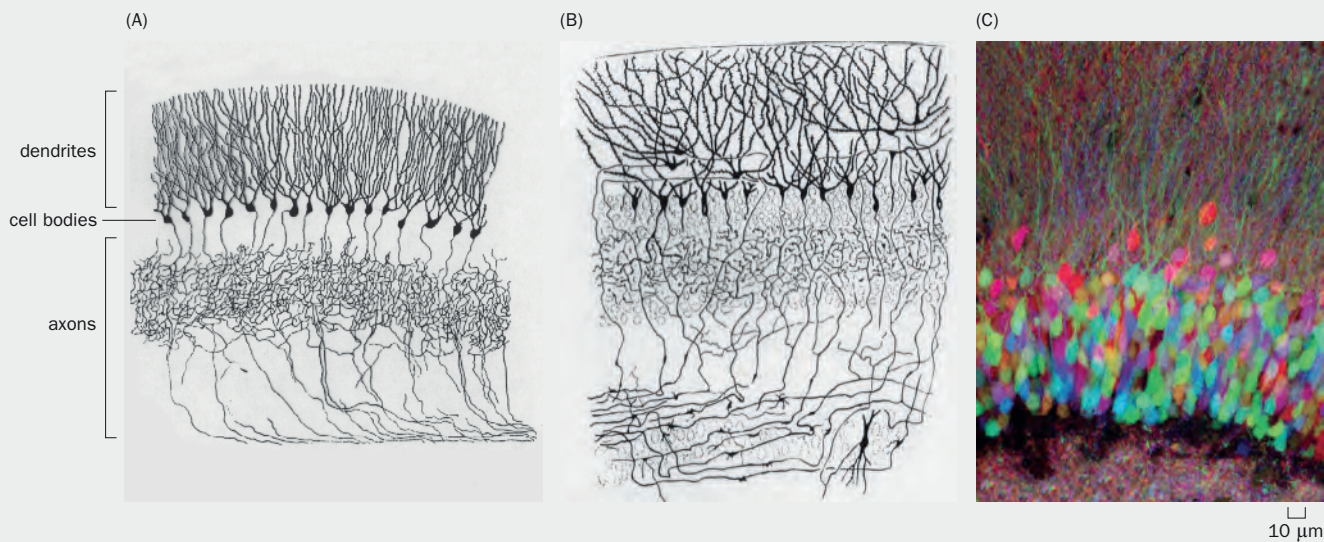 (A)
(B)
(C)
dendrites
cell bodies
axons
10 μm